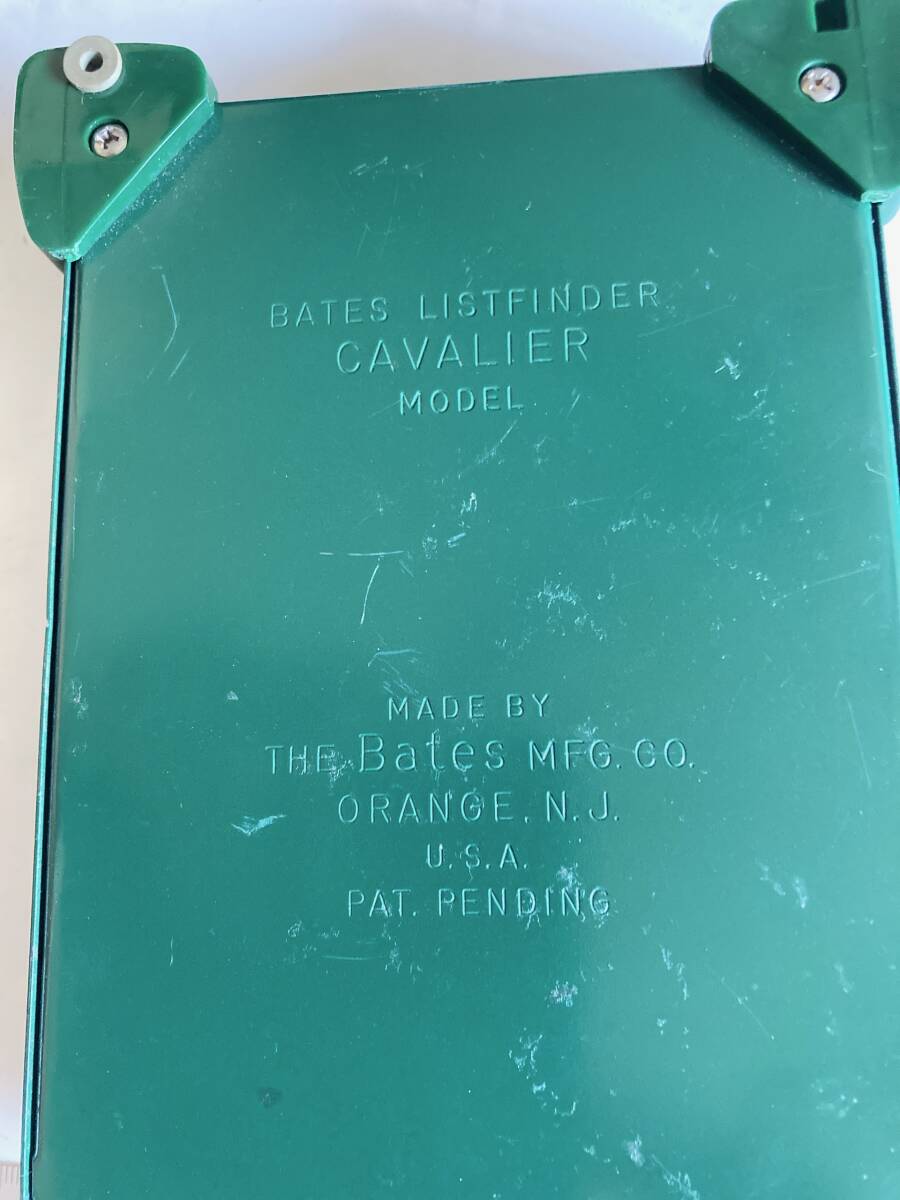 BATES LISTFINDER
CAVALIER
MODEL
MADE BY
THE Bates MFG. CO.
ORANGE, N.J.
U.S.A.
PAT. PENDING